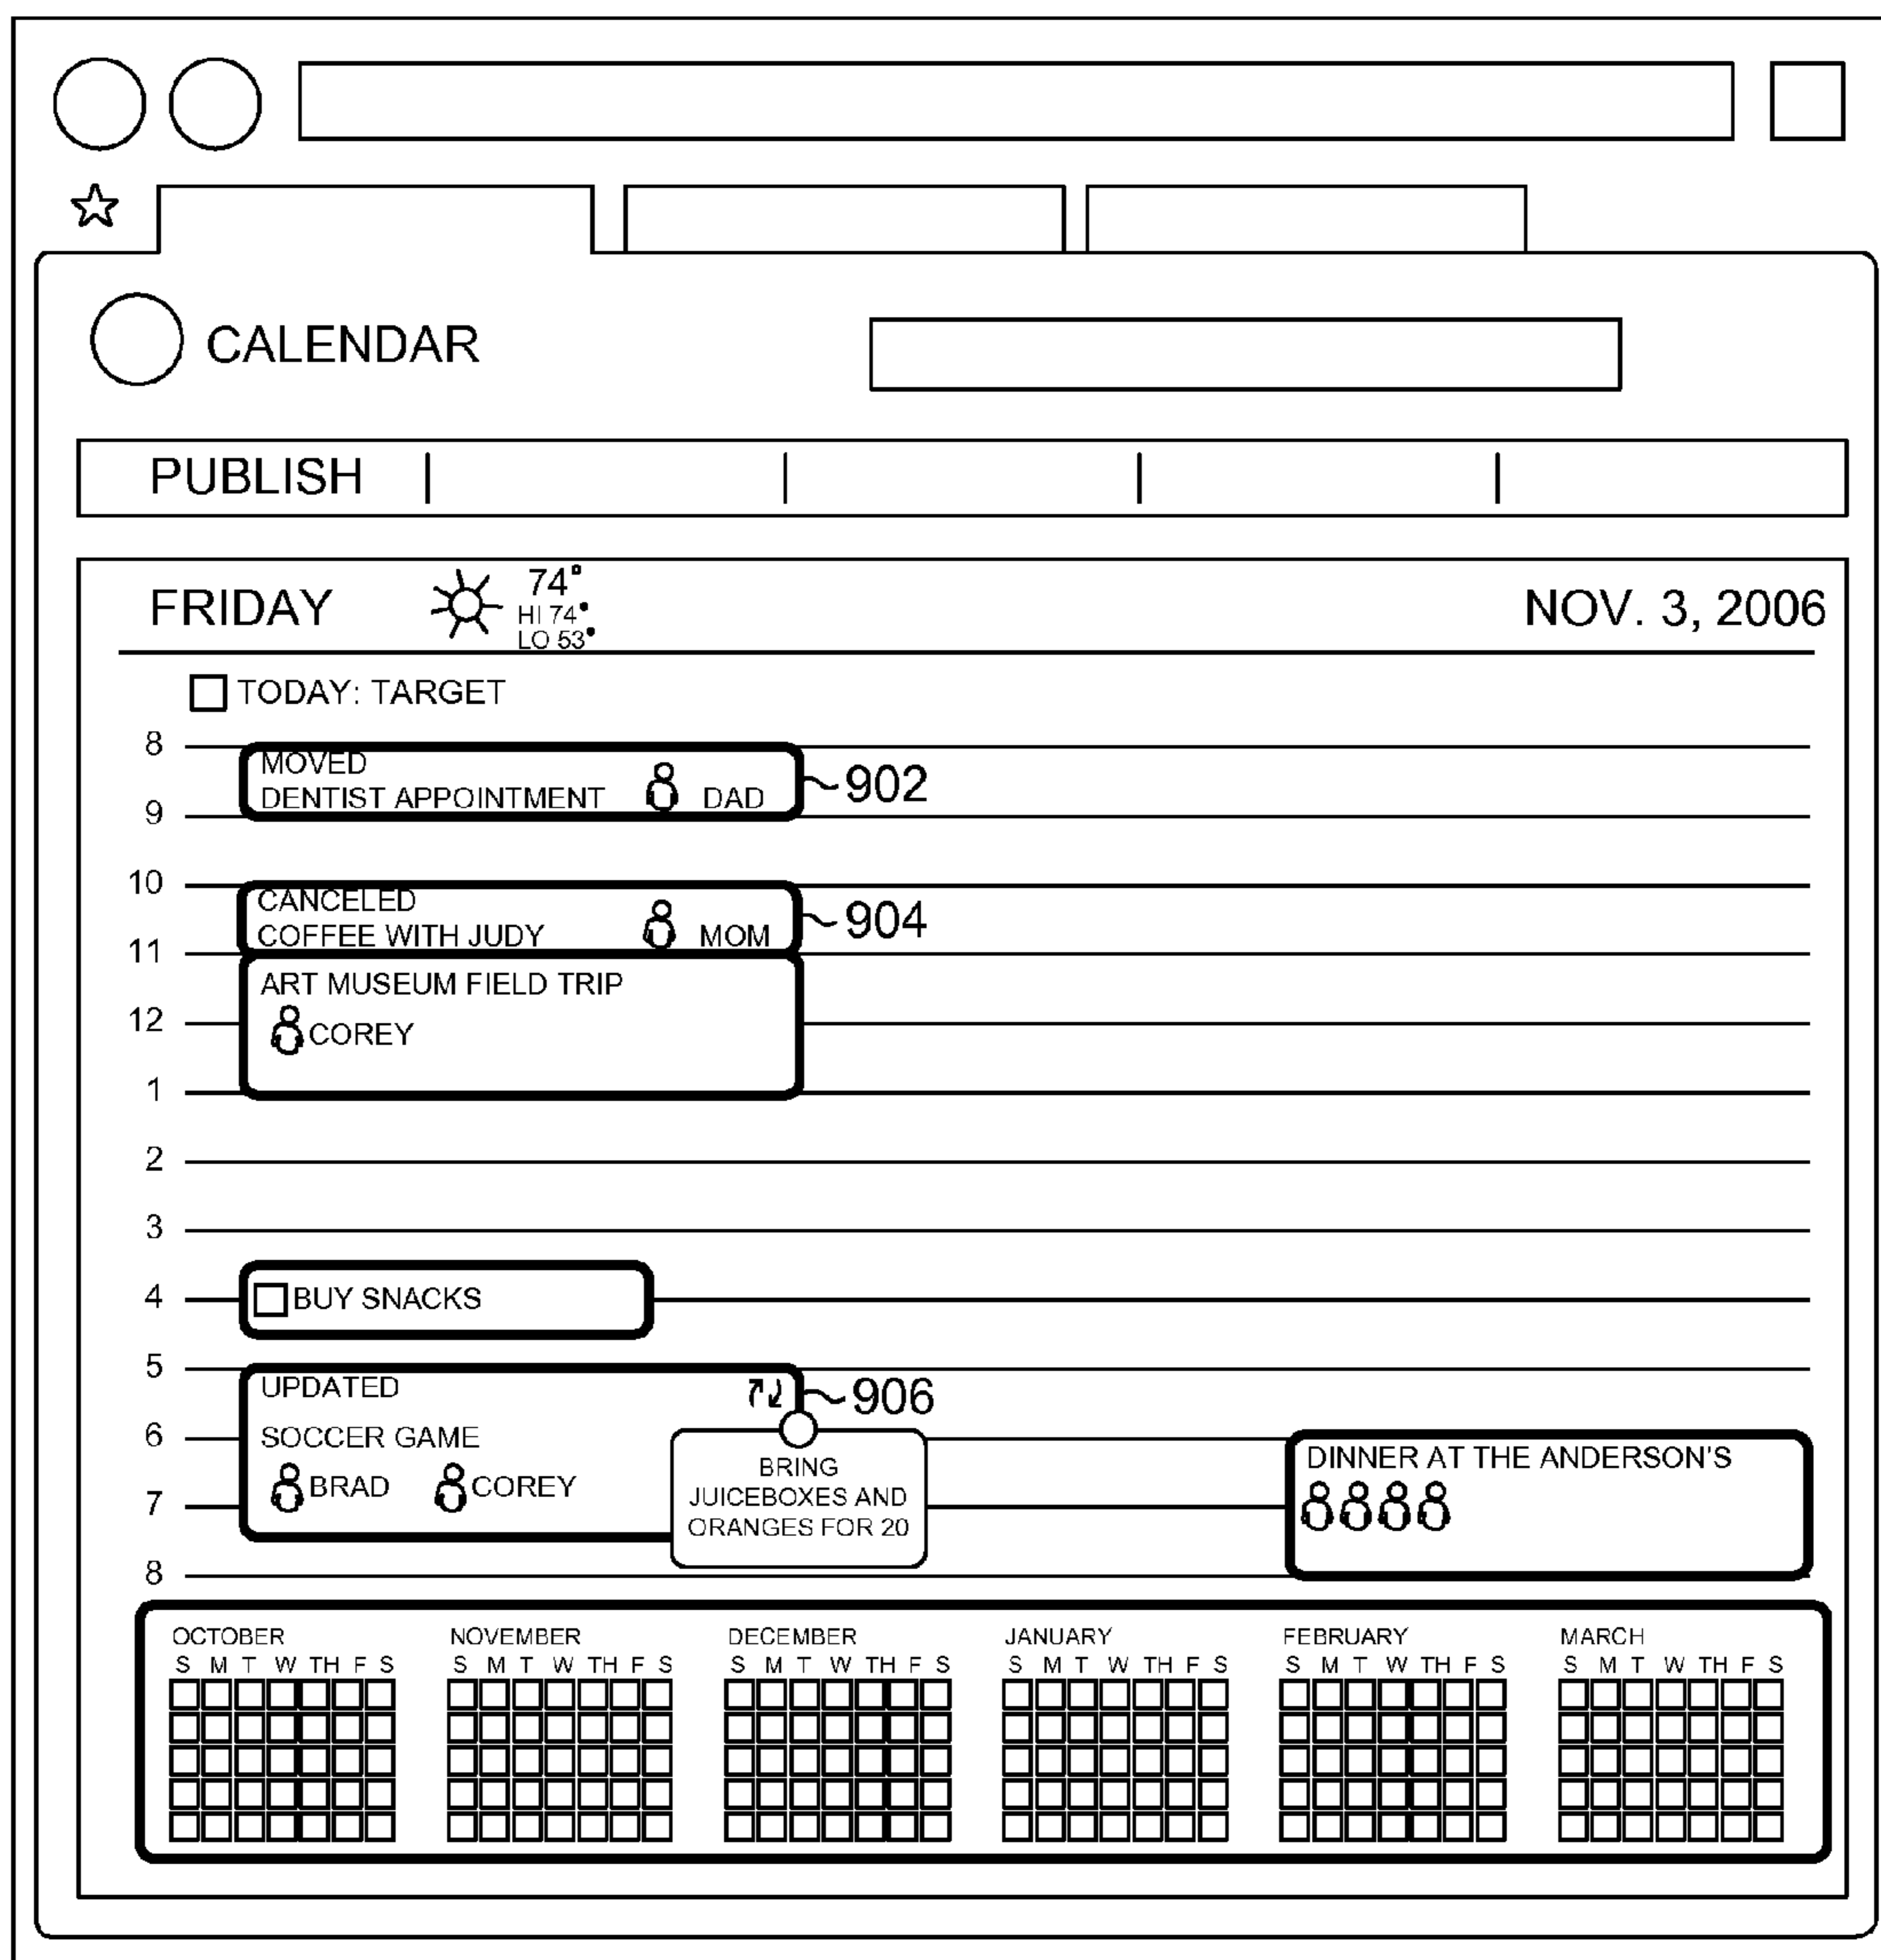 CALENDAR
PUBLISH
FRIDAY 74° NOV. 3, 2006
HI 74°
LO 53°
TODAY: TARGET
8
MOVED
DENTIST APPOINTMENT DAD 902
9
10
CANCELED
COFFEE WITH JUDY MOM 904
11
ART MUSEUM FIELD TRIP
12 COREY
1
2
3
4 BUY SNACKS
5
UPDATED 906
6 SOCCER GAME
BRAD COREY
7
BRING
JUICEBOXES AND
ORANGES FOR 20
DINNER AT THE ANDERSON'S
8
OCTOBER NOVEMBER DECEMBER JANUARY FEBRUARY MARCH
S M T W TH F S S M T W TH F S S M T W TH F S S M T W TH F S S M T W TH F S S M T W TH F S